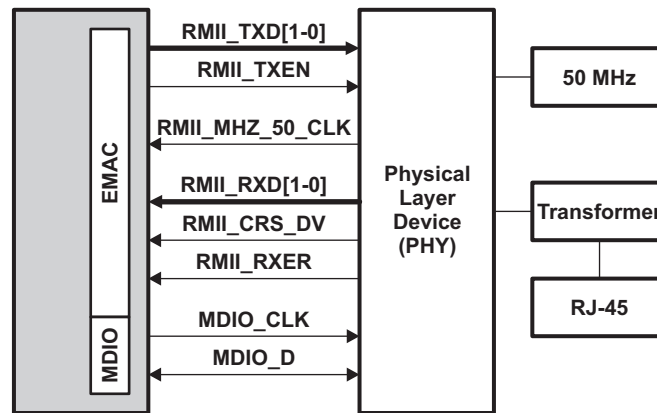 EMAC
MDIO
RMII_TXD[1-0]
RMII_TXEN
RMII_MHZ_50_CLK
RMII_RXD[1-0]
RMII_CRS_DV
RMII_RXER
MDIO_CLK
MDIO_D
Physical
Layer
Device
(PHY)
50 MHz
Transformer
RJ-45